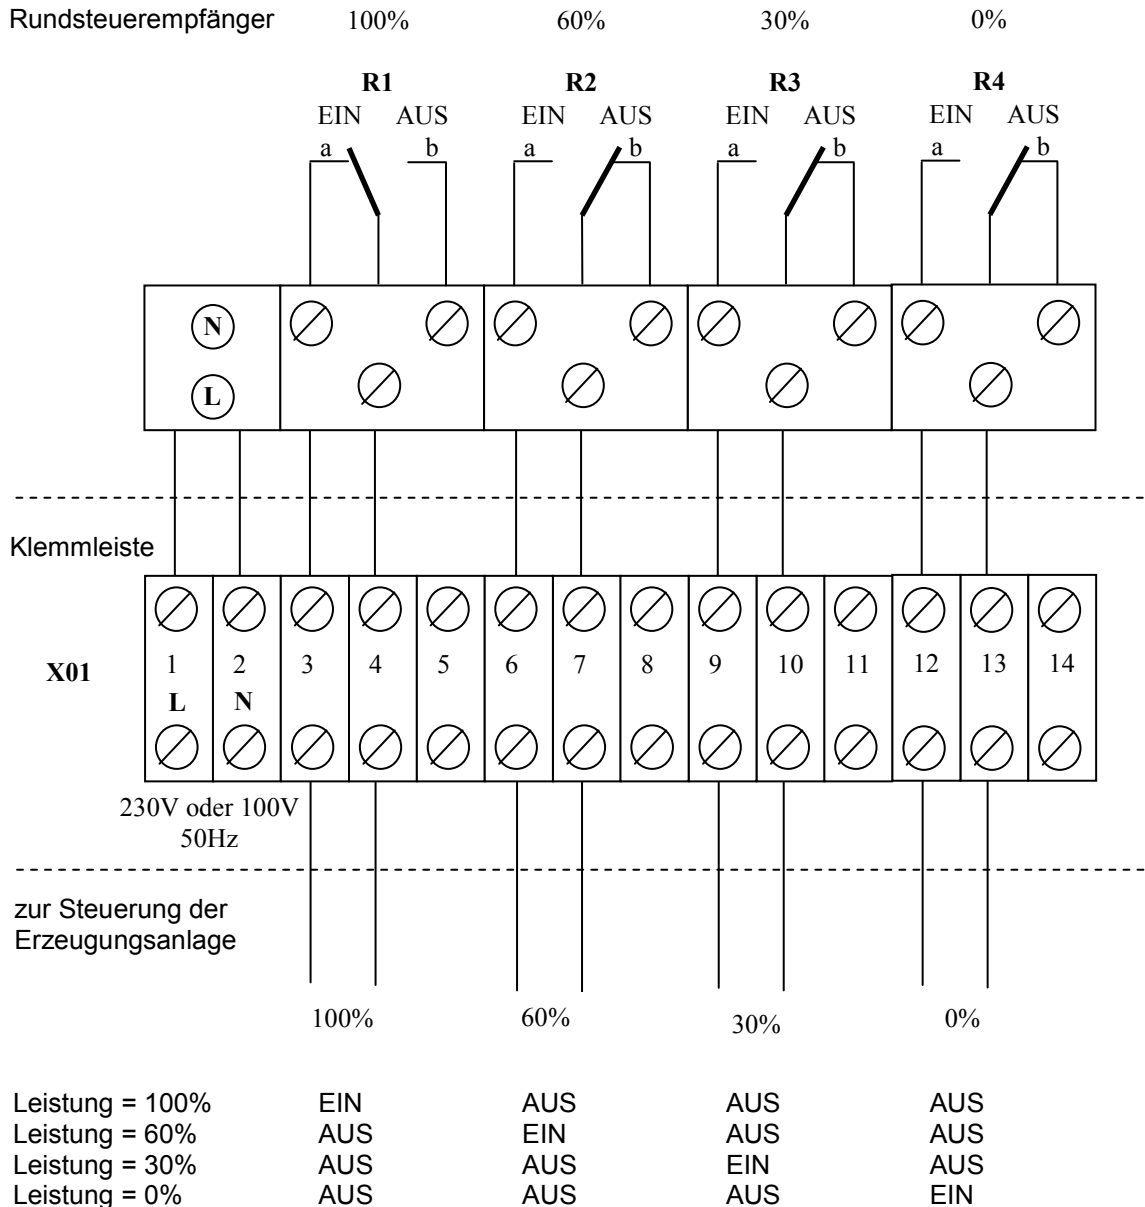 Rundsteuerempfänger 100% 60% 30% 0%
R1 R2 R3 R4
EIN AUS EIN AUS EIN AUS EIN AUS
a b a b a b a b
N
L
Klemmleiste
X01 1 2 3 4 5 6 7 8 9 10 11 12 13 14
L N
230V oder 100V
50Hz
zur Steuerung der
Erzeugungsanlage
100% 60% 30% 0%
Leistung = 100% EIN AUS AUS AUS
Leistung = 60% AUS EIN AUS AUS
Leistung = 30% AUS AUS EIN AUS
Leistung = 0% AUS AUS AUS EIN